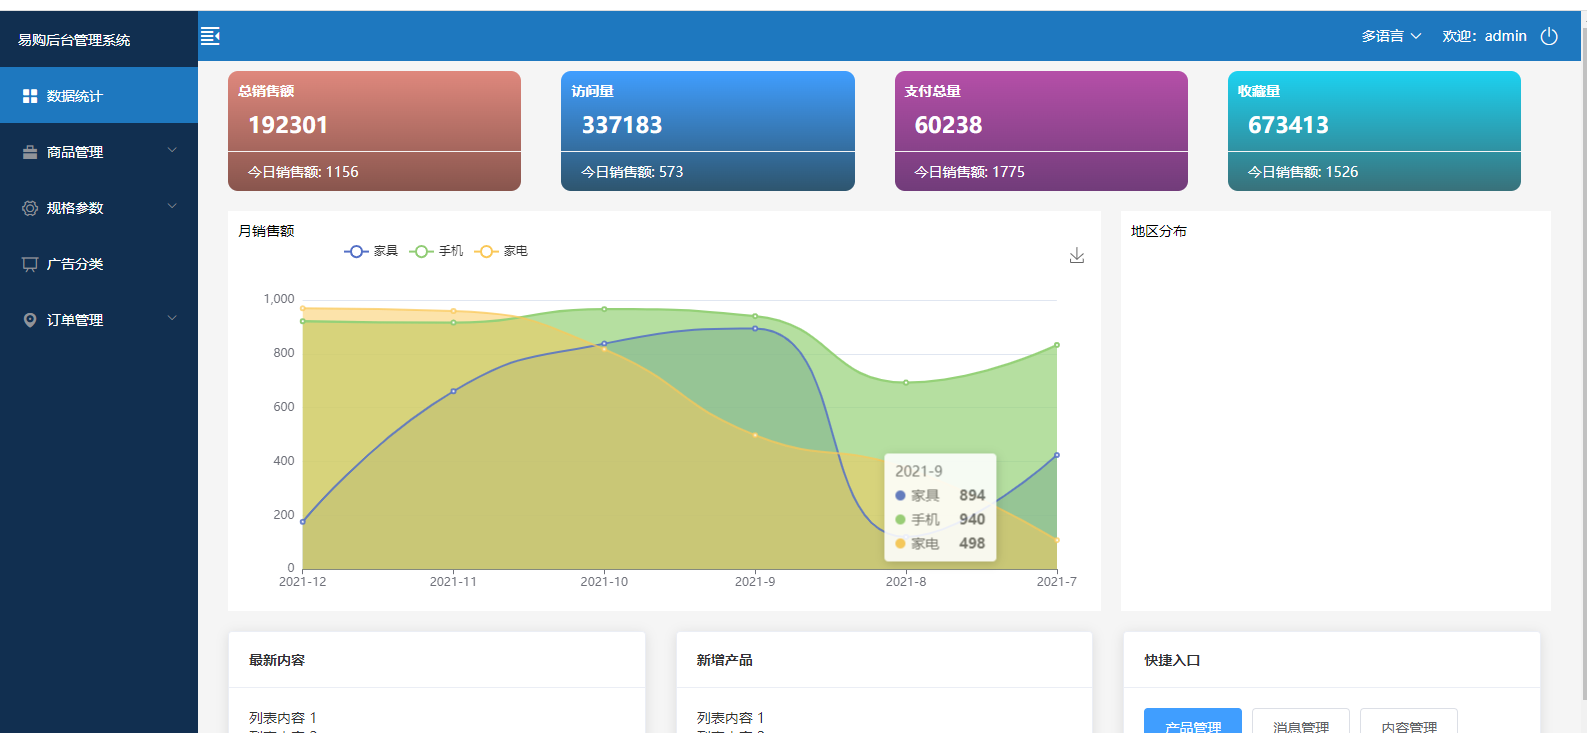 易购后台管理系统
多语言 欢迎：admin
数据统计
商品管理
规格参数
广告分类
订单管理
总销售额
192301
今日销售额: 1156
访问量
337183
今日销售额: 573
支付总量
60238
今日销售额: 1775
收藏量
673413
今日销售额: 1526
月销售额
家具 手机 家电
1,000
800
600
400
200
0
2021-12 2021-11 2021-10 2021-9 2021-8 2021-7
2021-9
家具 894
手机 940
家电 498
地区分布
最新内容
列表内容 1
新增产品
列表内容 1
快捷入口
产品管理 消息管理 内容管理